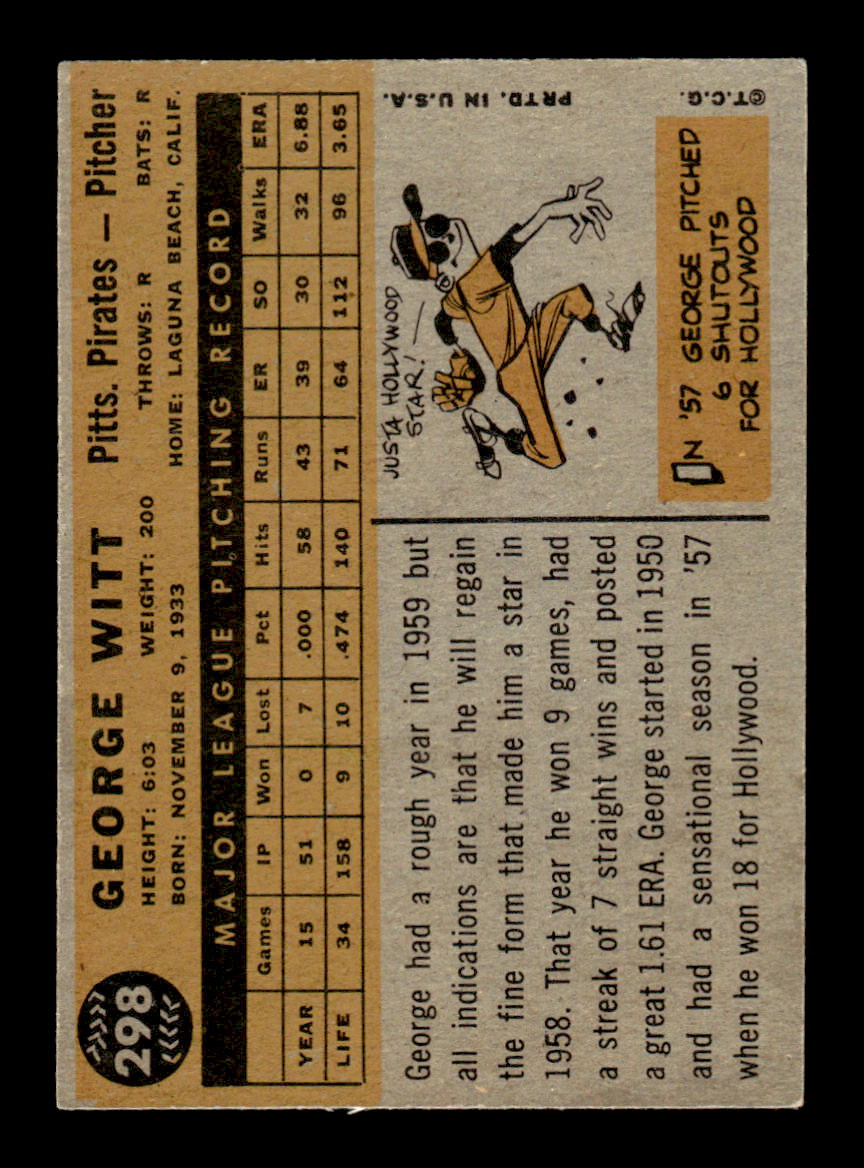 298
GEORGE WITT Pitts. Pirates — Pitcher
HEIGHT: 6:03 WEIGHT: 200 THROWS: R BATS: R
BORN: NOVEMBER 9, 1933 HOME: LAGUNA BEACH, CALIF.
MAJOR LEAGUE PITCHING RECORD
Games IP Won Lost Pct Hits Runs ER SO Walks ERA
YEAR 15 51 0 7 .000 58 43 39 30 32 6.88
LIFE 34 158 9 10 .474 140 71 64 112 96 3.65
George had a rough year in 1959 but
all indications are that he will regain
the fine form that made him a star in
1958. That year he won 9 games, had
a streak of 7 straight wins and posted
a great 1.61 ERA. George started in 1950
and had a sensational season in '57
when he won 18 for Hollywood.
JUSTA HOLLYWOOD
STAR!
IN '57 GEORGE PITCHED
6 SHUTOUTS
FOR HOLLYWOOD
©T.C.G. PRTD. IN U.S.A.